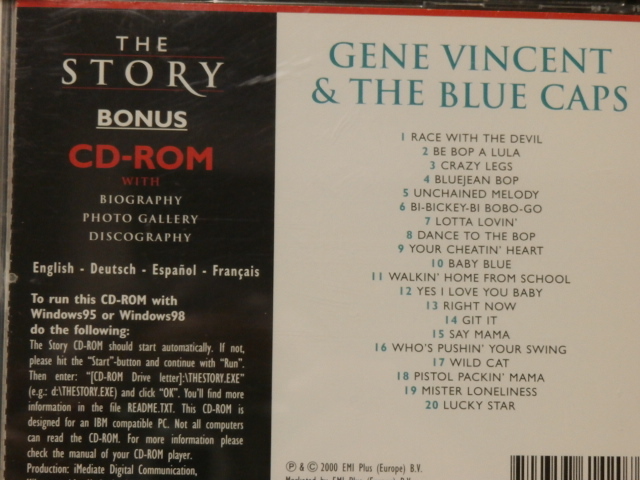 THE
STORY
BONUS
CD-ROM
WITH
BIOGRAPHY
PHOTO GALLERY
DISCOGRAPHY
English - Deutsch - Español - Français
To run this CD-ROM with
Windows95 or Windows98
do the following:
The Story CD-ROM should start automatically. If not,
please hit the "Start"-button and continue with "Run".
Then enter: "[CD-ROM Drive letter]:\THESTORY.EXE"
(e.g.: d:\THESTORY.EXE) and click "OK". You'll find more
information in the file README.TXT. This CD-ROM is
designed for an IBM compatible PC. Not all computers
can read the CD-ROM. For more information please
check the manual of your CD-ROM player.
Production: iMediate Digital Communication,
GENE VINCENT
& THE BLUE CAPS
1 RACE WITH THE DEVIL
2 BE BOP A LULA
3 CRAZY LEGS
4 BLUEJEAN BOP
5 UNCHAINED MELODY
6 BI-BICKEY-BI BOBO-GO
7 LOTTA LOVIN'
8 DANCE TO THE BOP
9 YOUR CHEATIN' HEART
10 BABY BLUE
11 WALKIN' HOME FROM SCHOOL
12 YES I LOVE YOU BABY
13 RIGHT NOW
14 GIT IT
15 SAY MAMA
16 WHO'S PUSHIN' YOUR SWING
17 WILD CAT
18 PISTOL PACKIN' MAMA
19 MISTER LONELINESS
20 LUCKY STAR
℗ & © 2000 EMI Plus (Europe) B.V.
Marketed by EMI Plus (Europe) B.V.